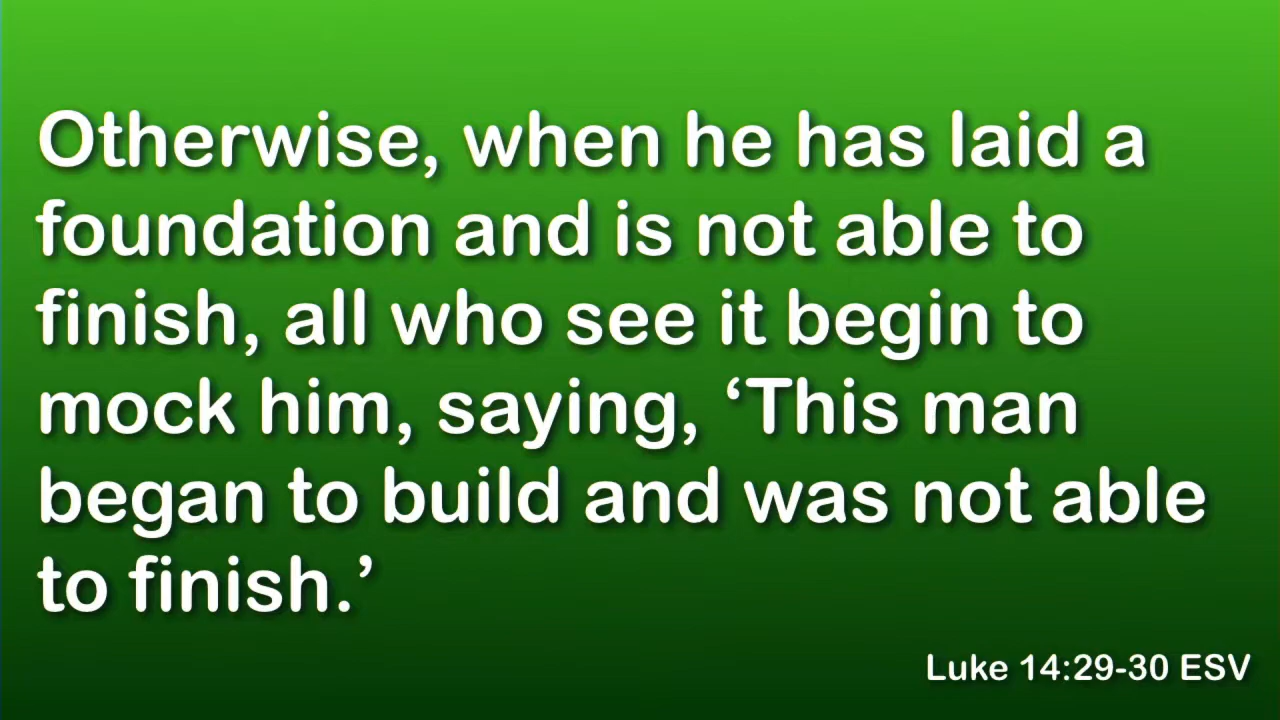 Otherwise, when he has laid a
foundation and is not able to
finish, all who see it begin to
mock him, saying, ‘This man
began to build and was not able
to finish.’
Luke 14:29-30 ESV